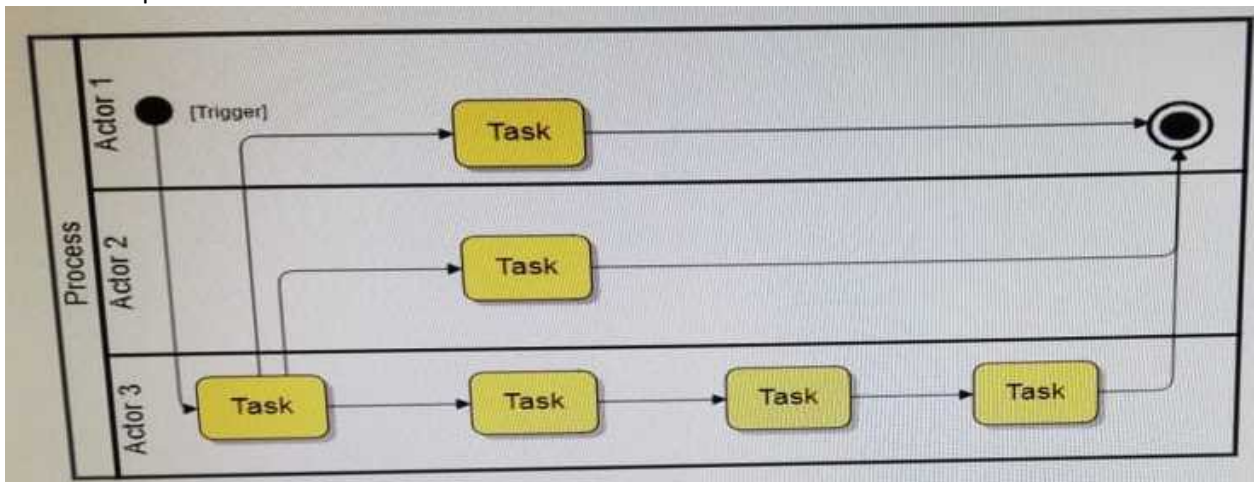 Process
Actor 1
[Trigger]
Task
Actor 2
Task
Actor 3
Task
Task
Task
Task